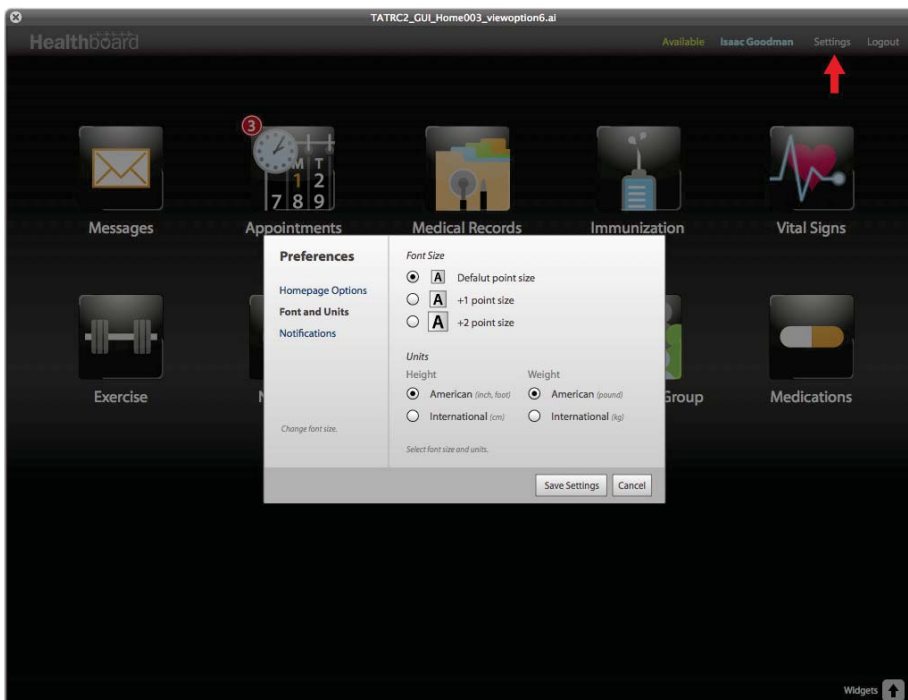 TATRC2_GUI_Home003_viewoption6.ai
Healthboard
Available Isaac Goodman Settings Logout
3
M T
1 2
7 8 9
Messages Appointments Medical Records Immunization Vital Signs
Preferences
Homepage Options
Font and Units
Notifications
Change font size.
Font Size
A Defalut point size
A +1 point size
A +2 point size
Units
Height Weight
American (inch, foot) American (pound)
International (cm) International (kg)
Select font size and units.
Save Settings Cancel
Exercise N Group Medications
Widgets